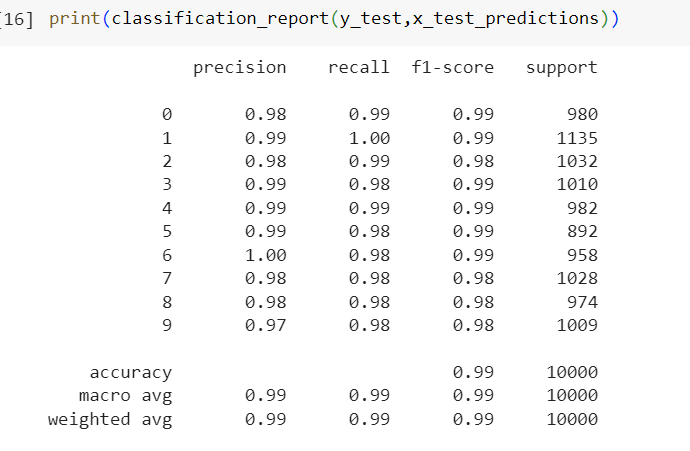 [16] print(classification_report(y_test,x_test_predictions))
precision recall f1-score support
0 0.98 0.99 0.99 980
1 0.99 1.00 0.99 1135
2 0.98 0.99 0.98 1032
3 0.99 0.98 0.99 1010
4 0.99 0.99 0.99 982
5 0.99 0.98 0.99 892
6 1.00 0.98 0.99 958
7 0.98 0.98 0.98 1028
8 0.98 0.98 0.98 974
9 0.97 0.98 0.98 1009
accuracy 0.99 10000
macro avg 0.99 0.99 0.99 10000
weighted avg 0.99 0.99 0.99 10000